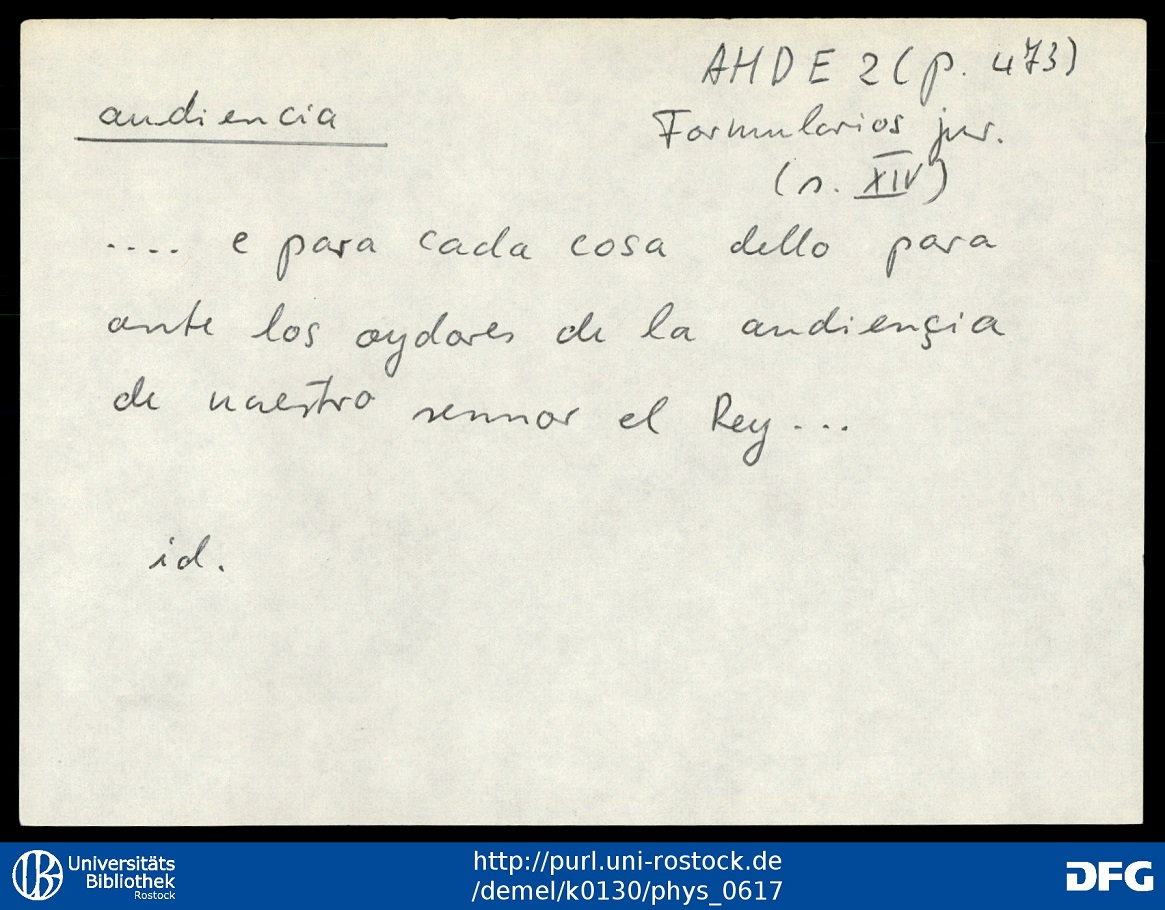 AHDE 2 (p. 473)
audiencia
Formularios jur.
(s. XIV)
.... e para cada cosa dello para
ante los oydores de la audiençia
de nuestro sennor el Rey ...
id.
Universitäts
Bibliothek
Rostock
http://purl.uni-rostock.de
/demel/k0130/phys_0617
DFG